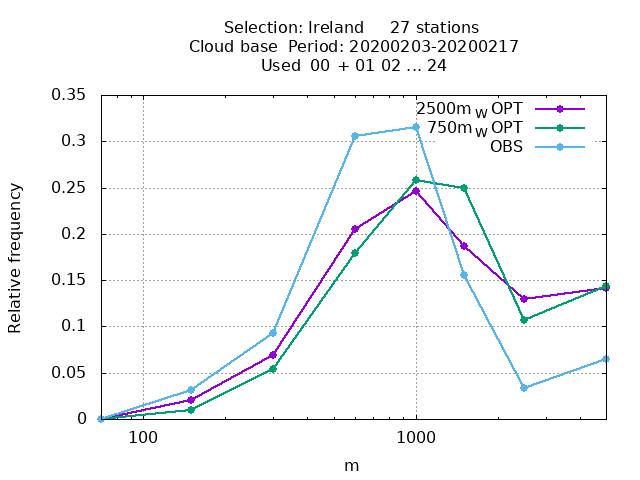 Selection: Ireland 27 stations
Cloud base Period: 20200203-20200217
Used 00 + 01 02 ... 24
0.35
0.3
0.25
0.2
0.15
0.1
0.05
0
Relative frequency
2500m W OPT
750m W OPT
OBS
100 1000
m